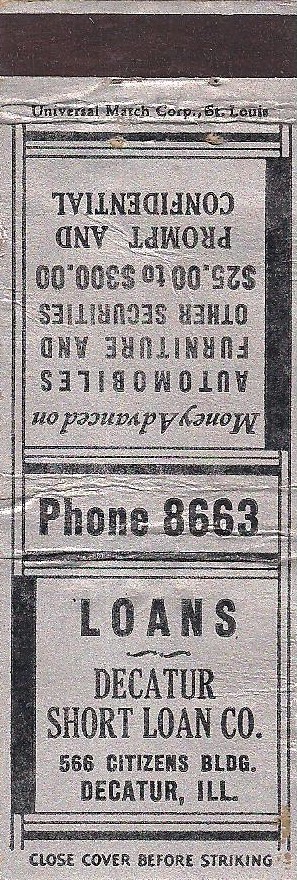 Universal Match Corp., St. Louis
Money Advanced on
AUTOMOBILES
FURNITURE AND
OTHER SECURITIES
$25.00 to $300.00
PROMPT AND
CONFIDENTIAL
Phone 8663
LOANS
DECATUR
SHORT LOAN CO.
566 CITIZENS BLDG.
DECATUR, ILL.
CLOSE COVER BEFORE STRIKING